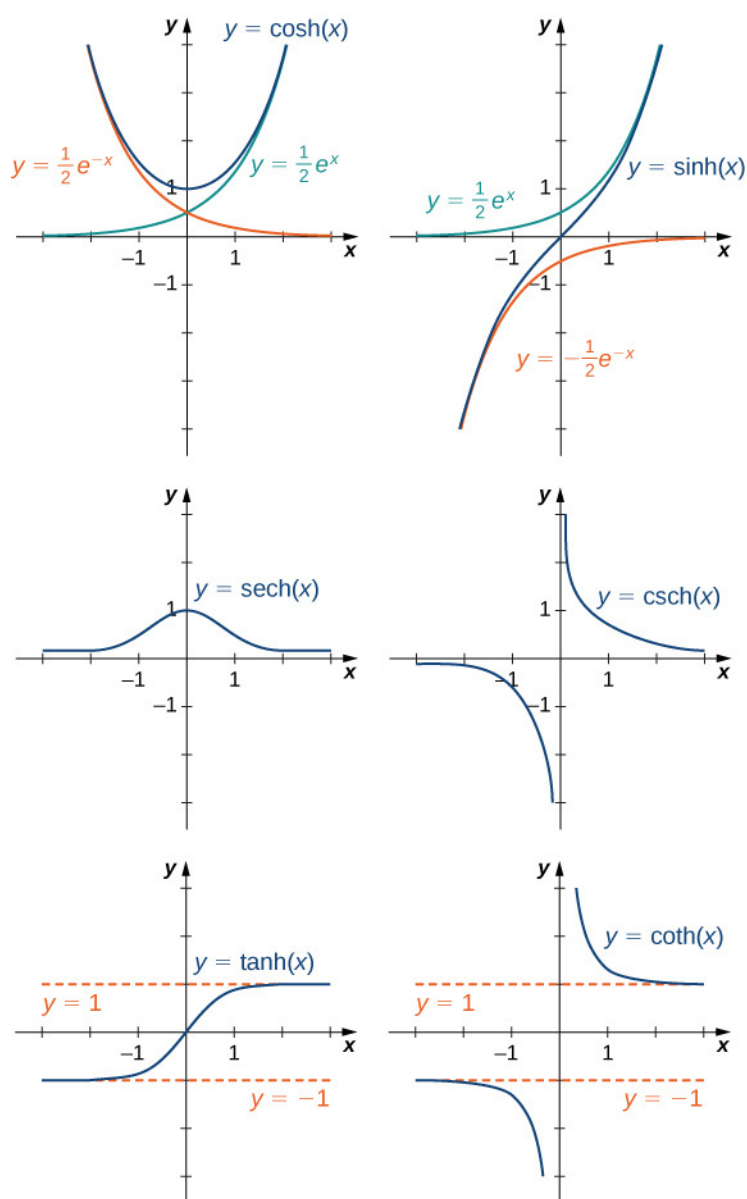 y
y = cosh(x)
y = 1/2 e^{-x}
y = 1/2 e^x
1
–1
1
x
–1
y
y = sinh(x)
1
y = 1/2 e^x
–1
1
x
–1
y = –1/2 e^{-x}
y
y = sech(x)
1
–1
1
x
–1
y
1
y = csch(x)
–1
1
x
–1
y
y = tanh(x)
y = 1
–1
1
x
y = –1
y
y = coth(x)
y = 1
–1
1
x
y = –1